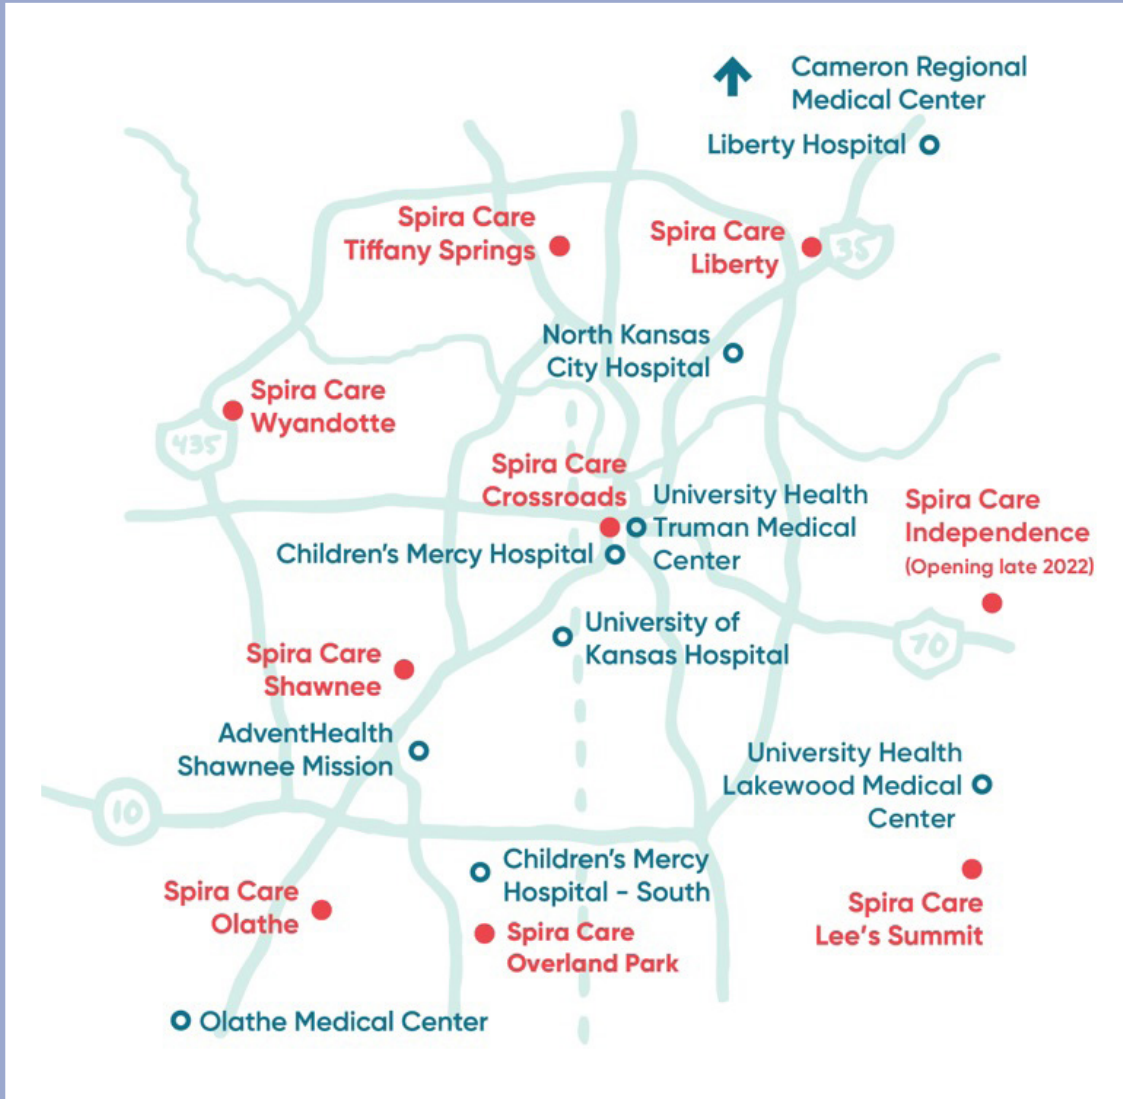 Cameron Regional
Medical Center
Liberty Hospital
Spira Care
Tiffany Springs
Spira Care
Liberty
35
North Kansas
City Hospital
Spira Care
Wyandotte
435
Spira Care
Crossroads
University Health
Truman Medical
Center
Spira Care
Independence
(Opening late 2022)
Children's Mercy Hospital
University of
Kansas Hospital
70
Spira Care
Shawnee
AdventHealth
Shawnee Mission
University Health
Lakewood Medical
Center
10
Children's Mercy
Hospital - South
Spira Care
Olathe
Spira Care
Overland Park
Spira Care
Lee's Summit
Olathe Medical Center